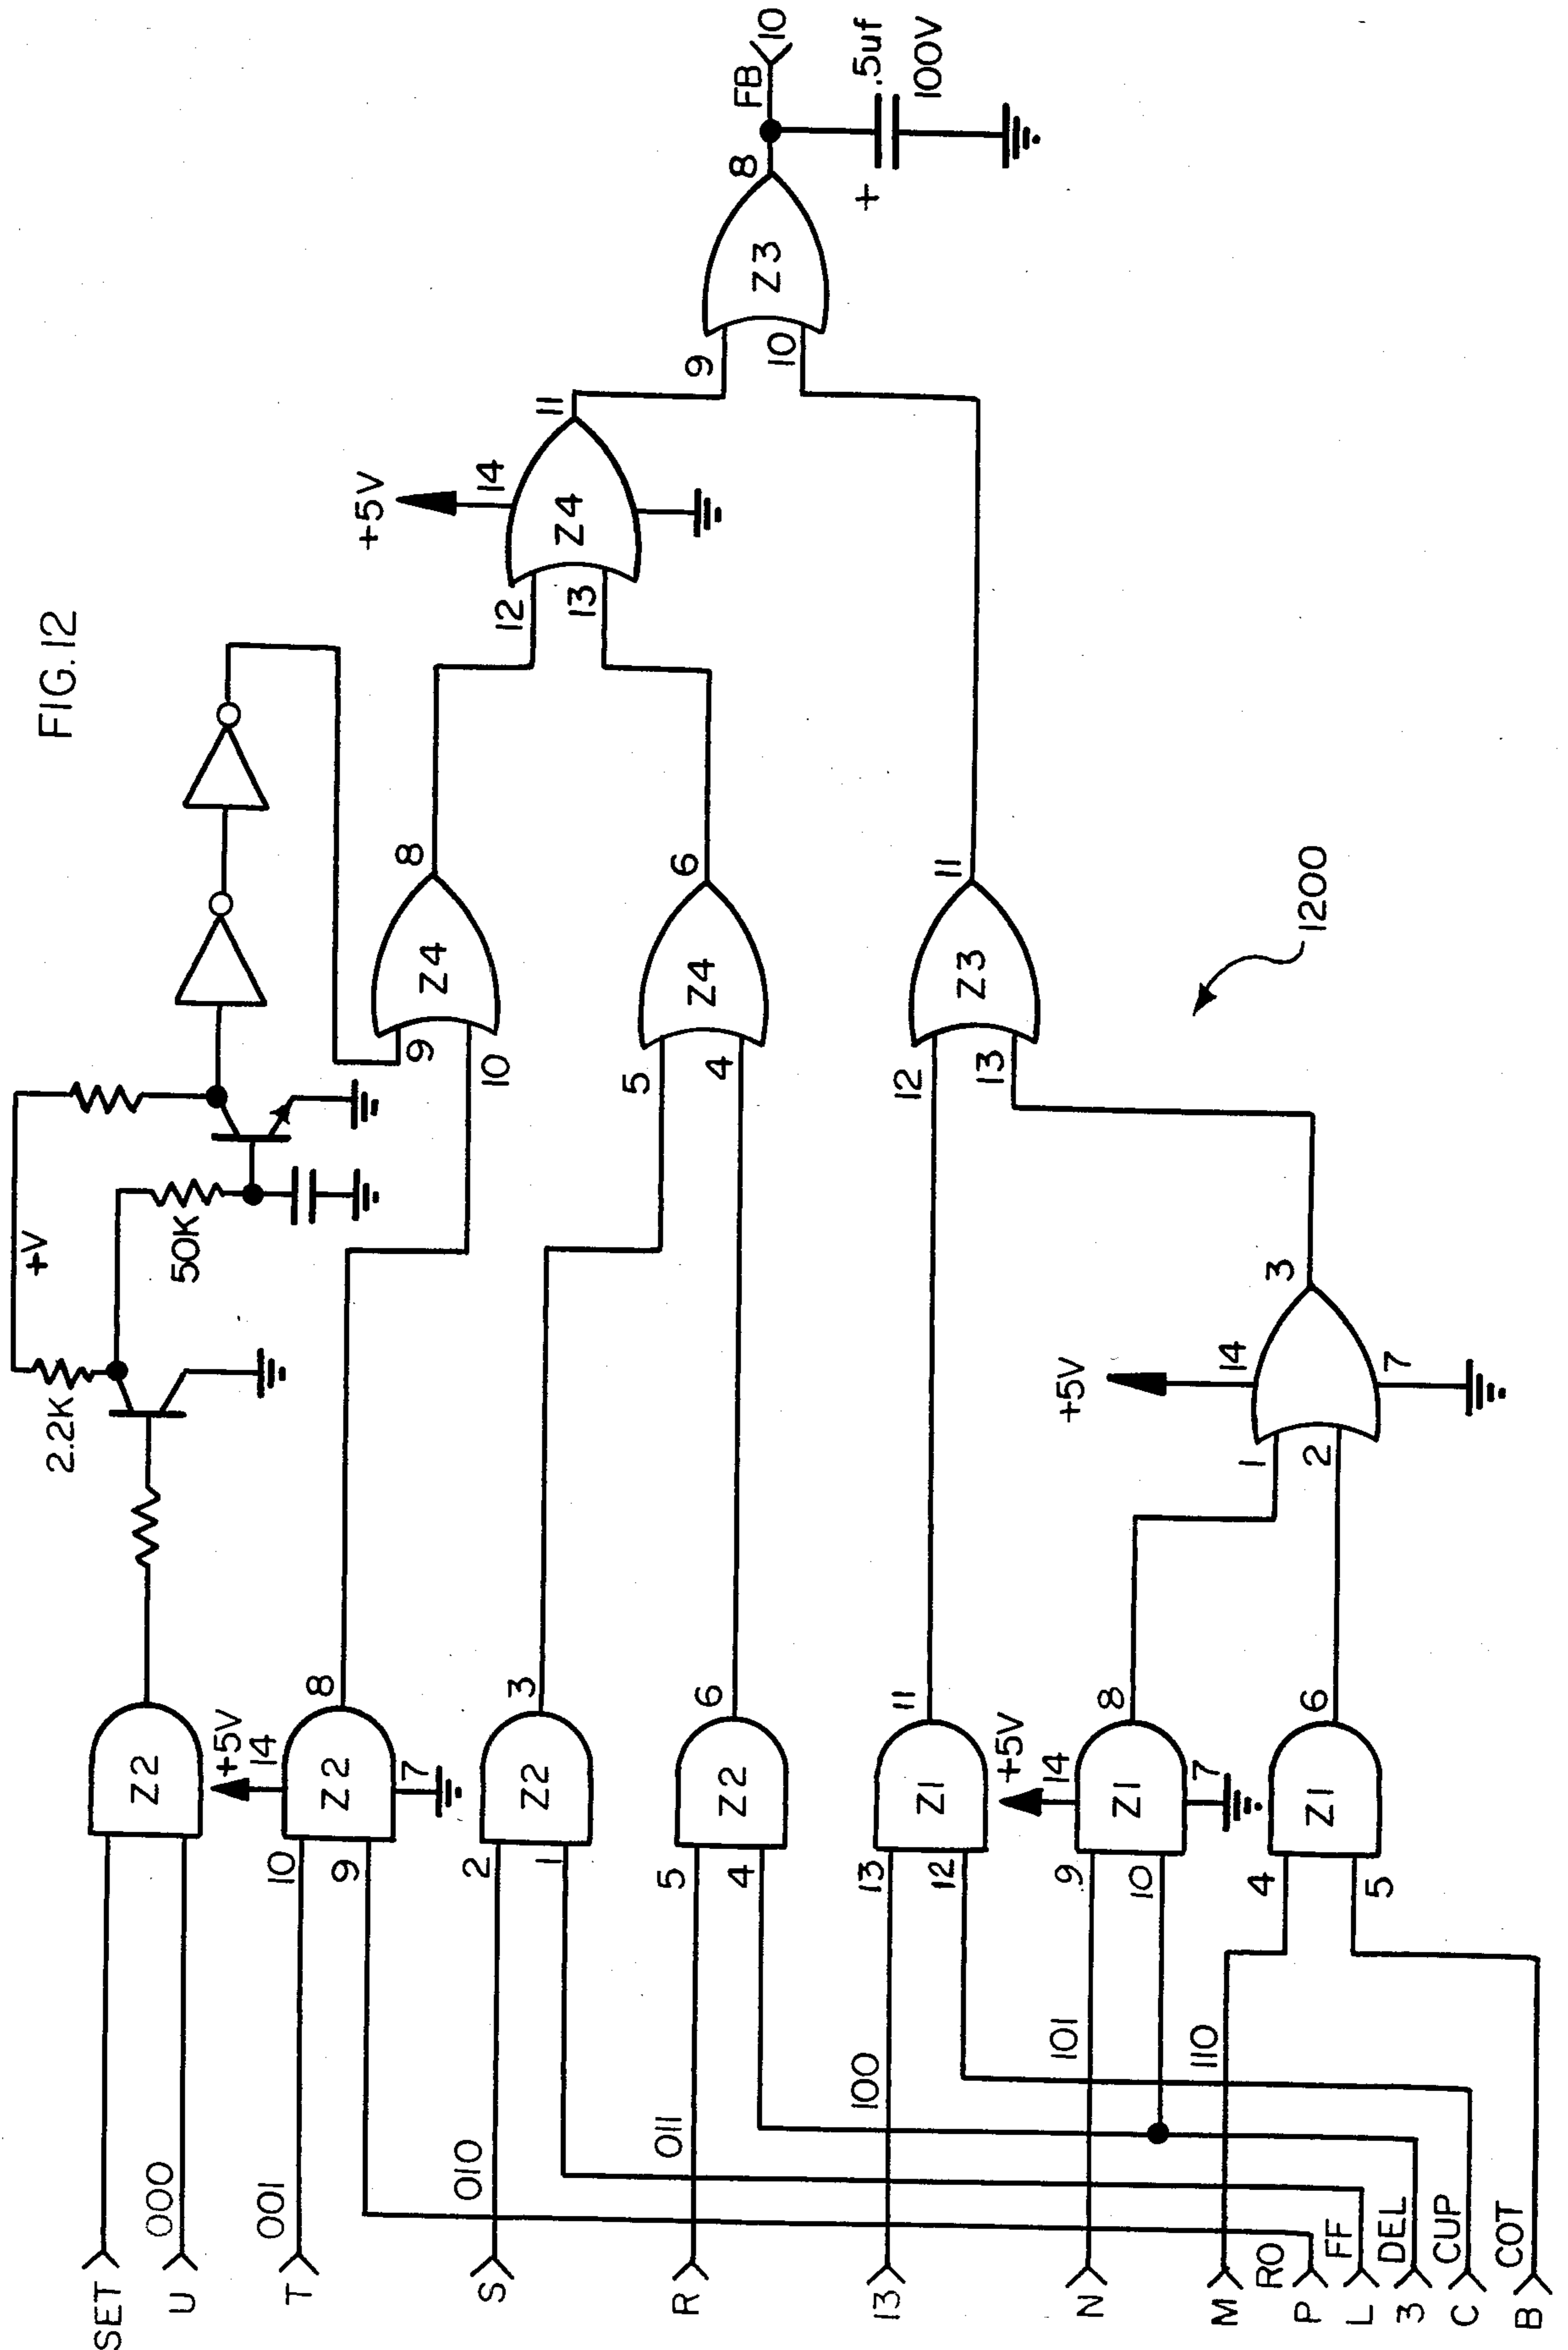 FIG.12
+V
2.2K
50K
SET
U
000
Z2
T
001
10
9
+5V
14
Z2
7
8
9
10
Z4
8
S
010
2
1
Z2
3
R
011
5
4
Z2
6
5
4
Z4
6
12
13
+5V
14
Z4
11
9
10
Z3
8
FB
10
+
.5uf
100V
13
100
13
12
Z1
11
12
13
Z3
11
N
101
9
10
+5V
14
Z1
7
8
M
110
4
5
Z1
6
1
2
+5V
14
7
3
P
RO
L
FF
3
DEL
C
CUP
B
COT
1200